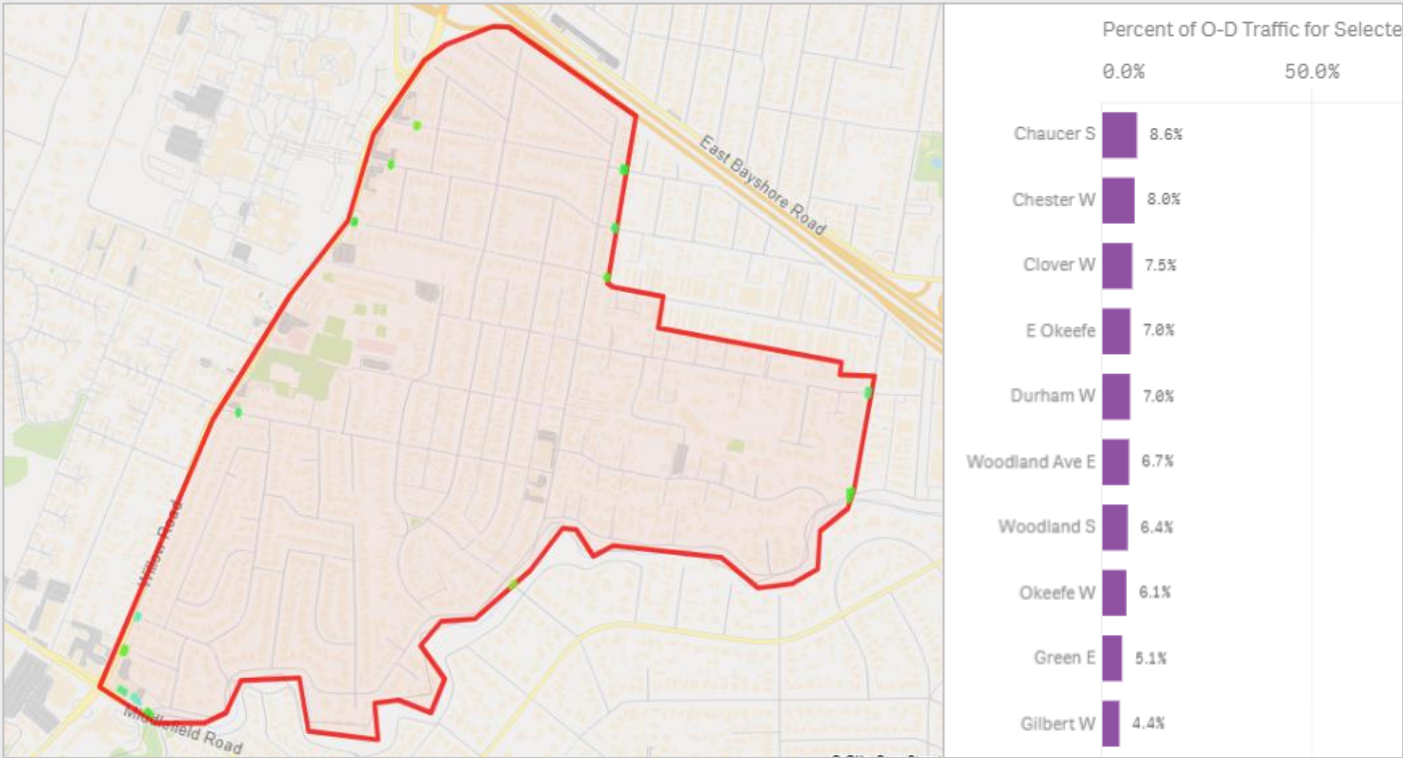 East Bayshore Road
Willow Road
Middlefield Road
Percent of O-D Traffic for Selecte
0.0% 50.0%
Chaucer S 8.6%
Chester W 8.0%
Clover W 7.5%
E Okeefe 7.0%
Durham W 7.0%
Woodland Ave E 6.7%
Woodland S 6.4%
Okeefe W 6.1%
Green E 5.1%
Gilbert W 4.4%